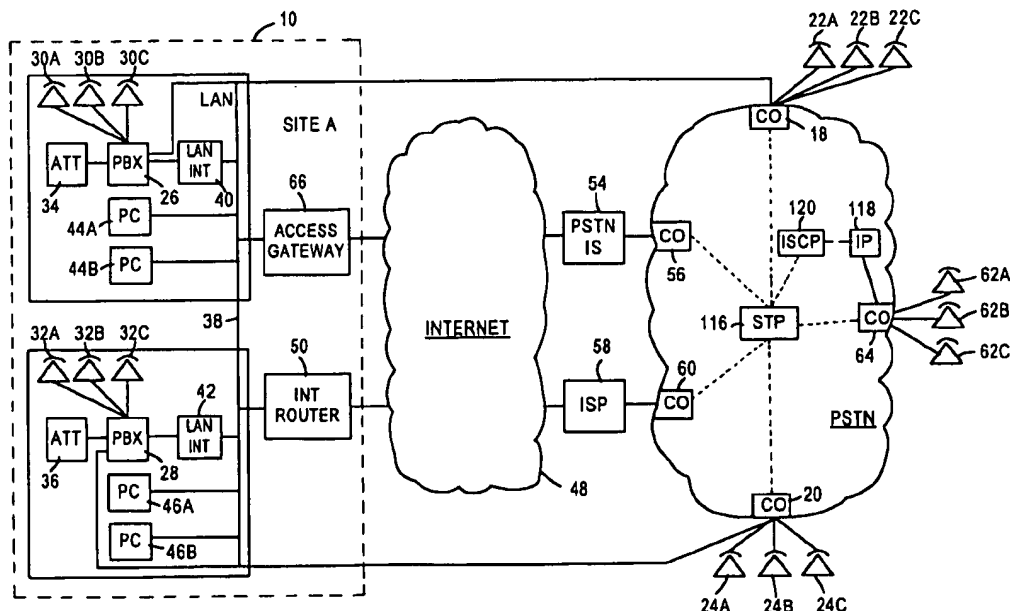 10
22A 22B 22C
30A 30B 30C
LAN
SITE A
CO
18
ATT
PBX
LAN INT
34
26
40
66
54
120
118
PC
44A
ACCESS GATEWAY
PSTN IS
CO
56
ISCP
IP
PC
44B
62A
38
INTERNET
116
STP
CO
62B
64
62C
32A 32B 32C
50
58
60
42
INT ROUTER
ISP
CO
PSTN
ATT
PBX
LAN INT
36
28
48
PC
46A
CO
20
PC
46B
24A 24B 24C